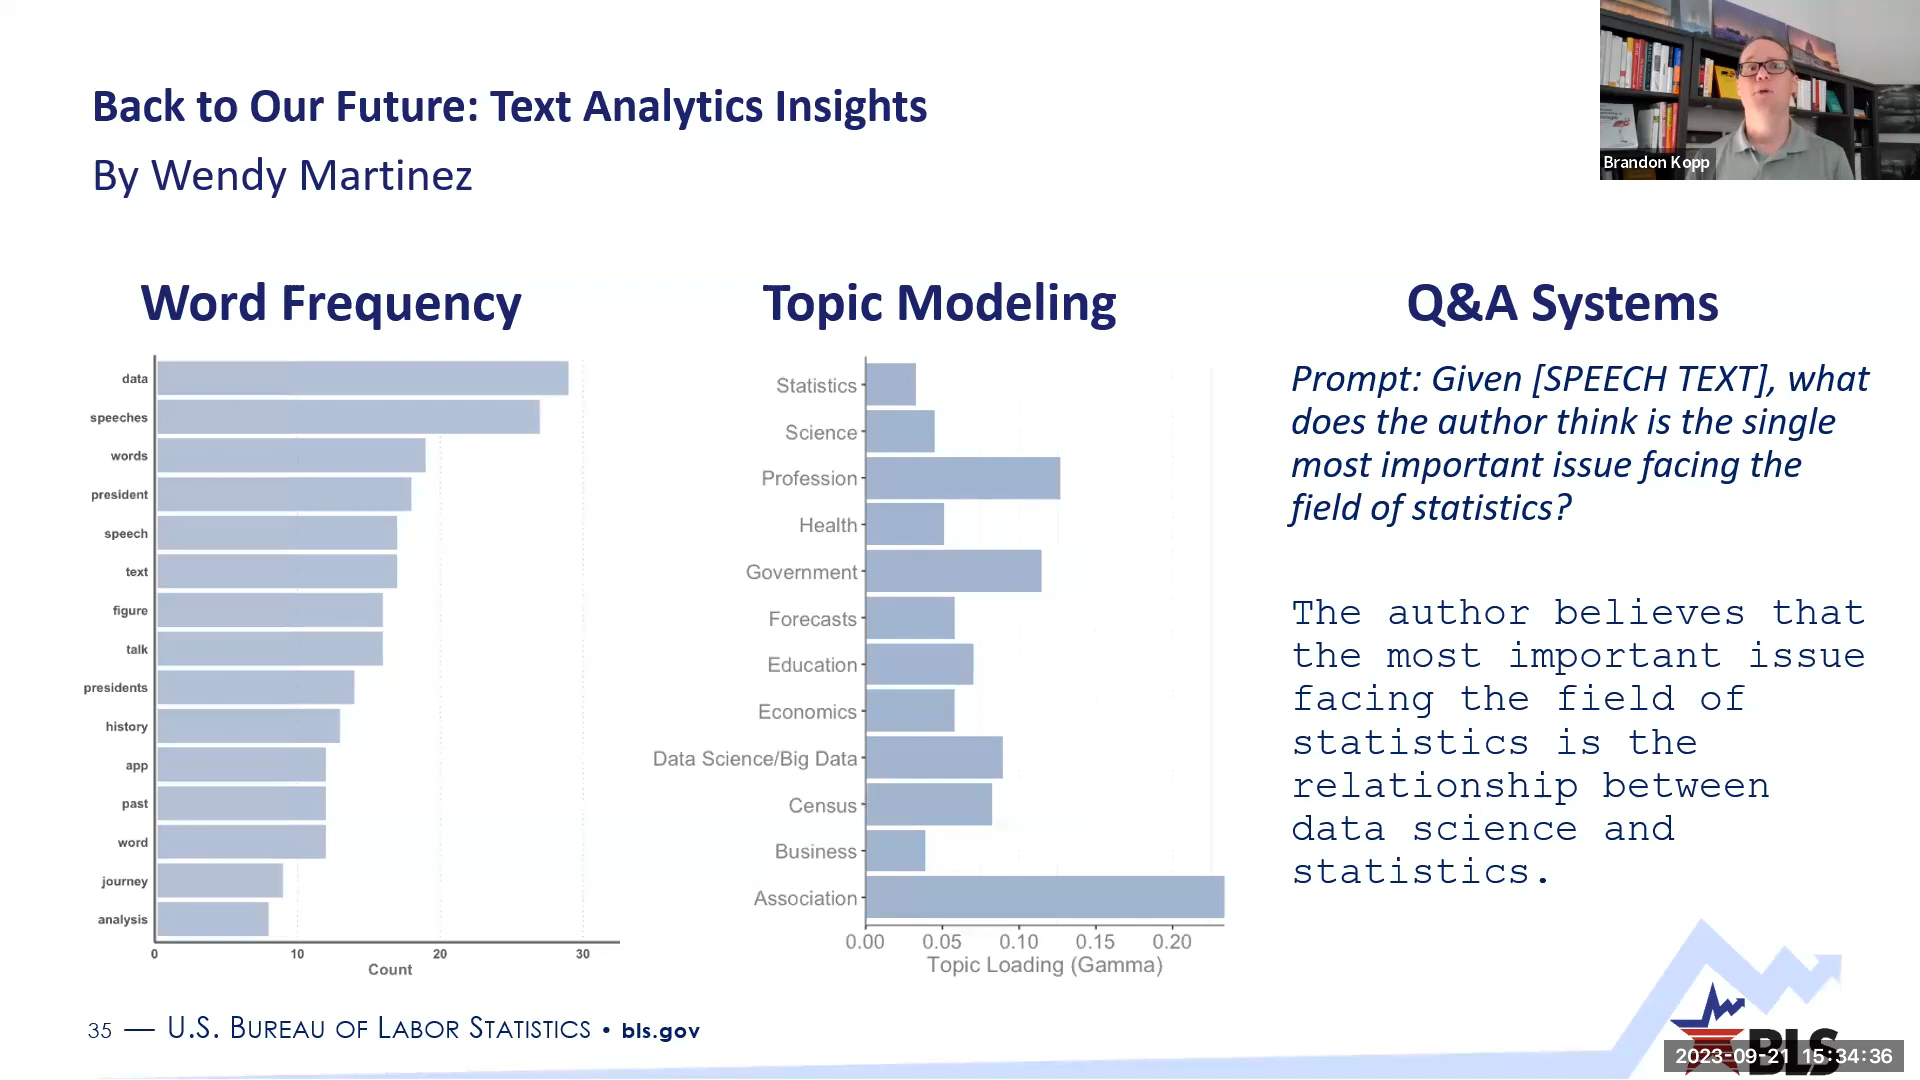 Back to Our Future: Text Analytics Insights
By Wendy Martinez
Brandon Kopp
Word Frequency
data
speeches
words
president
speech
text
figure
talk
presidents
history
app
past
word
journey
analysis
0 10 20 30
Count
Topic Modeling
Statistics
Science
Profession
Health
Government
Forecasts
Education
Economics
Data Science/Big Data
Census
Business
Association
0.00 0.05 0.10 0.15 0.20
Topic Loading (Gamma)
Q&A Systems
Prompt: Given [SPEECH TEXT], what
does the author think is the single
most important issue facing the
field of statistics?
The author believes that
the most important issue
facing the field of
statistics is the
relationship between
data science and
statistics.
35 — U.S. BUREAU OF LABOR STATISTICS • bls.gov
BLS
2023-09-21 15:34:36